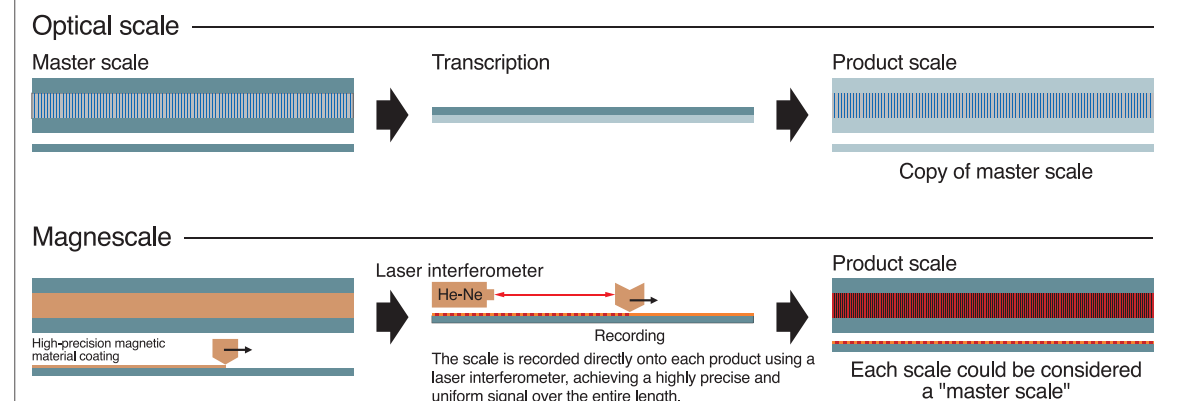 Optical scale
Master scale
Transcription
Product scale
Copy of master scale
Magnescale
High-precision magnetic
material coating
Laser interferometer
He-Ne
Recording
The scale is recorded directly onto each product using a
laser interferometer, achieving a highly precise and
uniform signal over the entire length.
Product scale
Each scale could be considered
a "master scale"